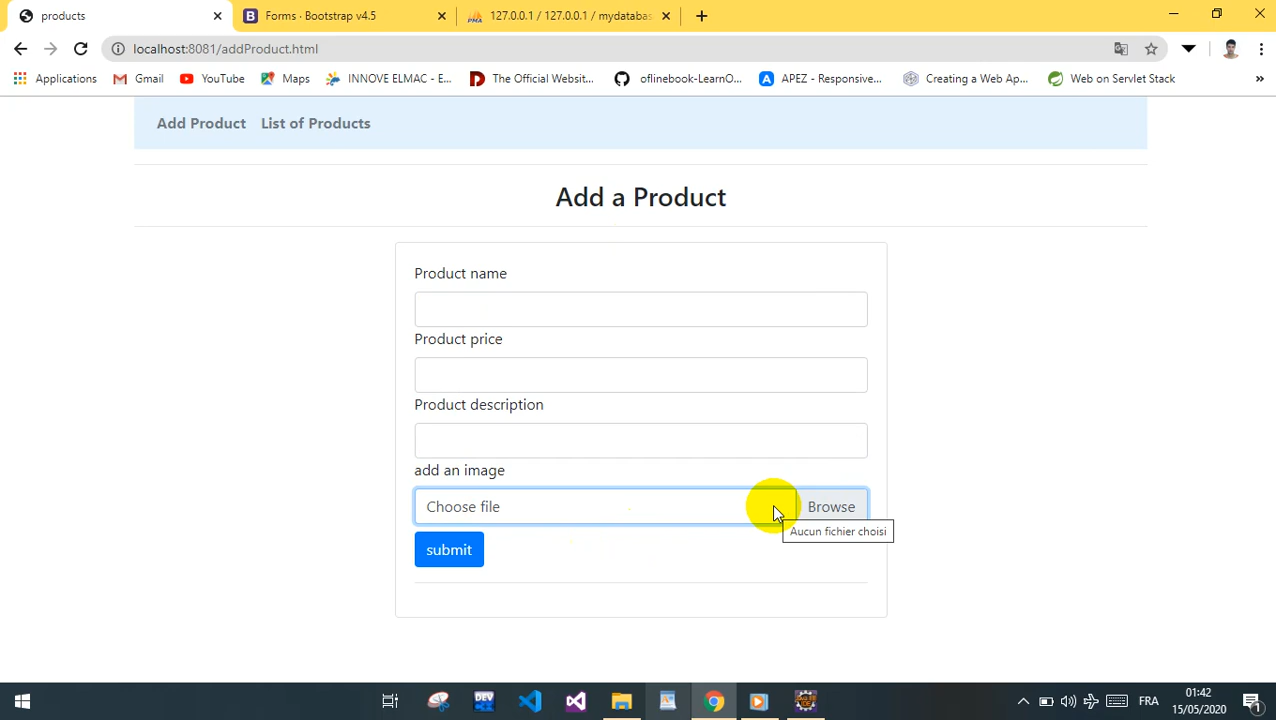 products
Forms · Bootstrap v4.5
127.0.0.1 / 127.0.0.1 / mydatabas
localhost:8081/addProduct.html
Applications
Gmail
YouTube
Maps
INNOVE ELMAC - E...
The Official Websit...
oflinebook-LearnO...
APEZ - Responsive...
Creating a Web Ap...
Web on Servlet Stack
»
Add Product
List of Products
Add a Product
Product name
Product price
Product description
add an image
Choose file
Browse
Aucun fichier choisi
submit
FRA
01:42
15/05/2020
1